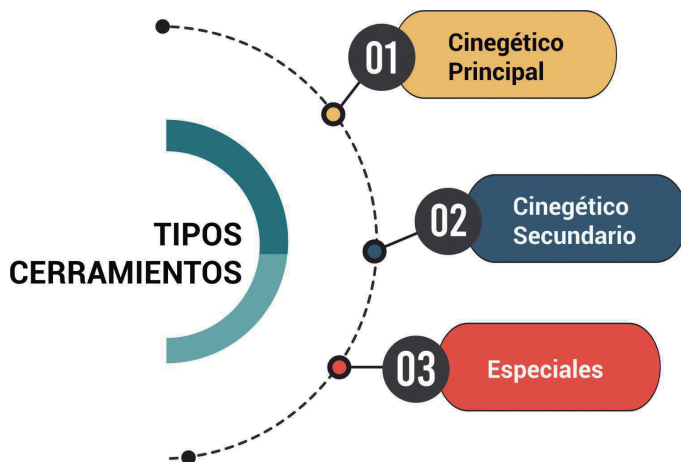 TIPOS
CERRAMIENTOS
01
Cinegético
Principal
02
Cinegético
Secundario
03
Especiales